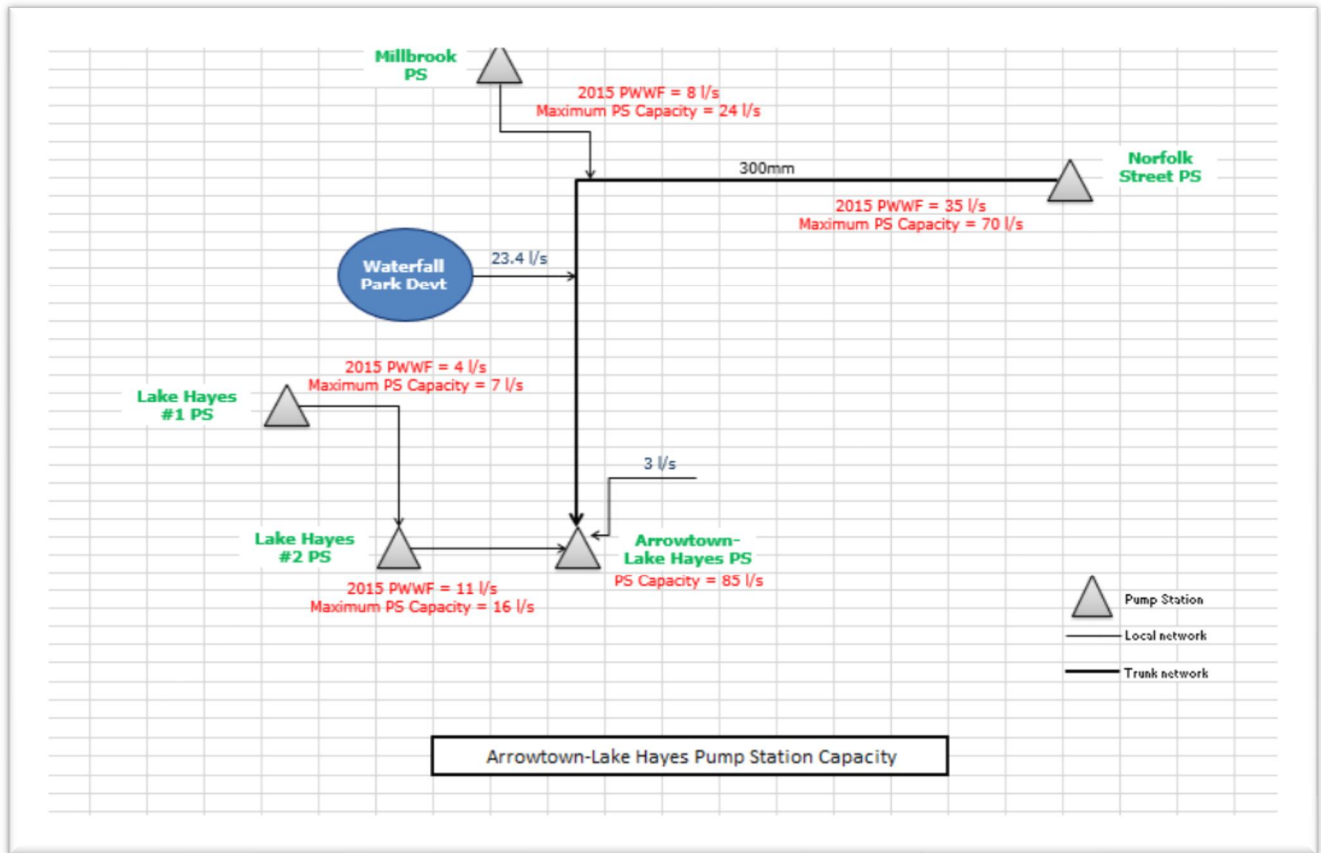 Millbrook
PS
2015 PWWF = 8 l/s
Maximum PS Capacity = 24 l/s
300mm
Norfolk
Street PS
2015 PWWF = 35 l/s
Maximum PS Capacity = 70 l/s
Waterfall
Park Devt
23.4 l/s
2015 PWWF = 4 l/s
Maximum PS Capacity = 7 l/s
Lake Hayes
#1 PS
3 l/s
Lake Hayes
#2 PS
Arrowtown-
Lake Hayes PS
PS Capacity = 85 l/s
2015 PWWF = 11 l/s
Maximum PS Capacity = 16 l/s
Pump Station
Local network
Trunk network
Arrowtown-Lake Hayes Pump Station Capacity